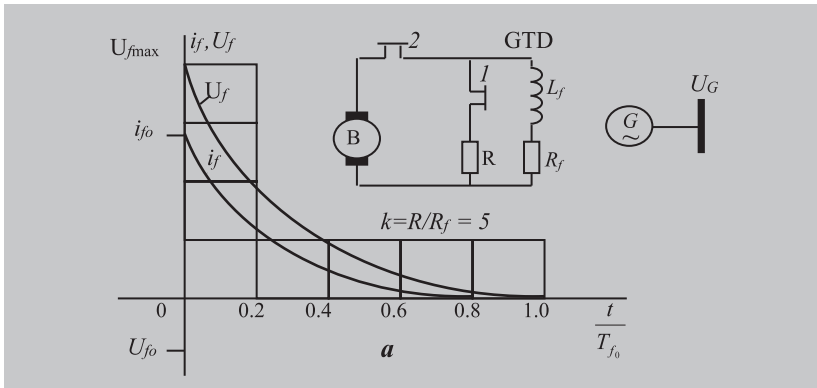 U_fmax
i_f, U_f
U_f
i_fo
i_f
2
GTD
1
L_f
B
R
R_f
G
~
U_G
k=R/R_f = 5
0
0.2
0.4
0.6
0.8
1.0
t
T_f0
U_fo
a